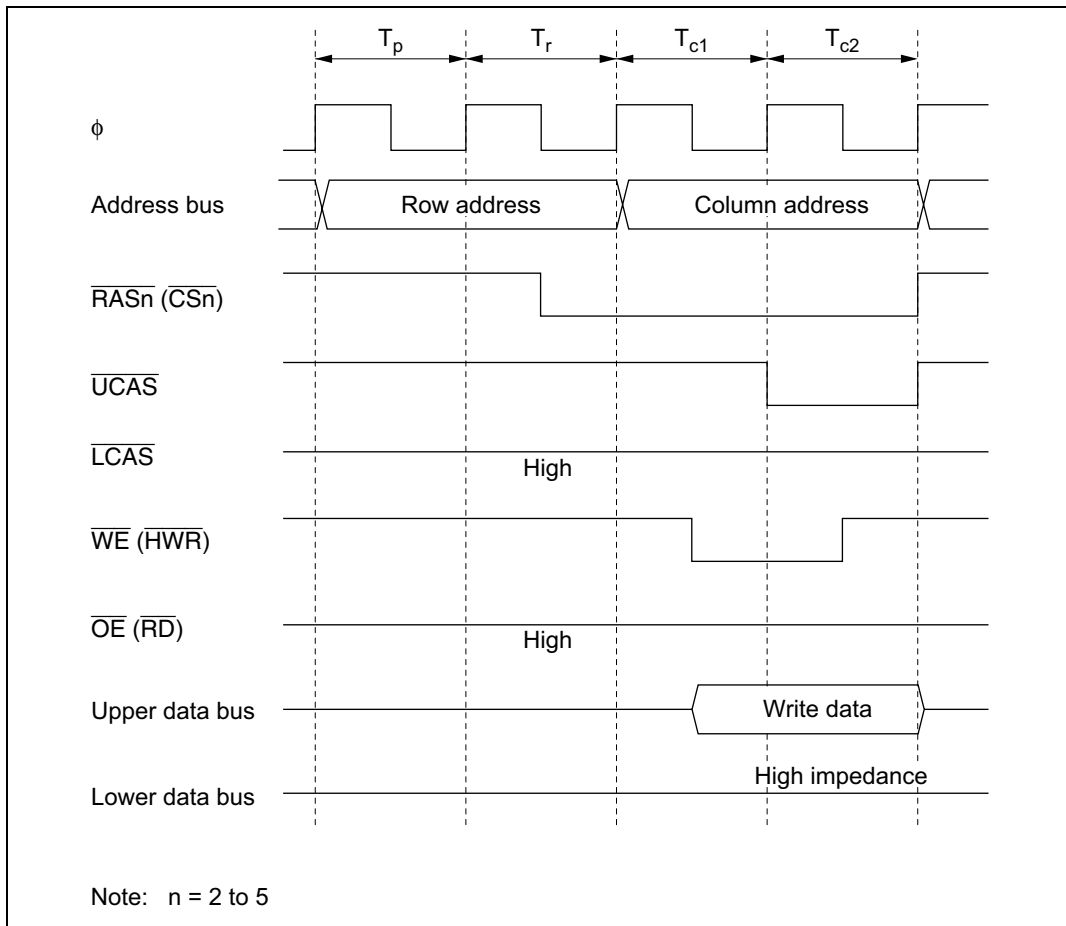 Tp Tr Tc1 Tc2
ϕ
Address bus Row address Column address
RASn (CSn)
UCAS
LCAS High
WE (HWR)
OE (RD) High
Upper data bus Write data
Lower data bus High impedance
Note: n = 2 to 5